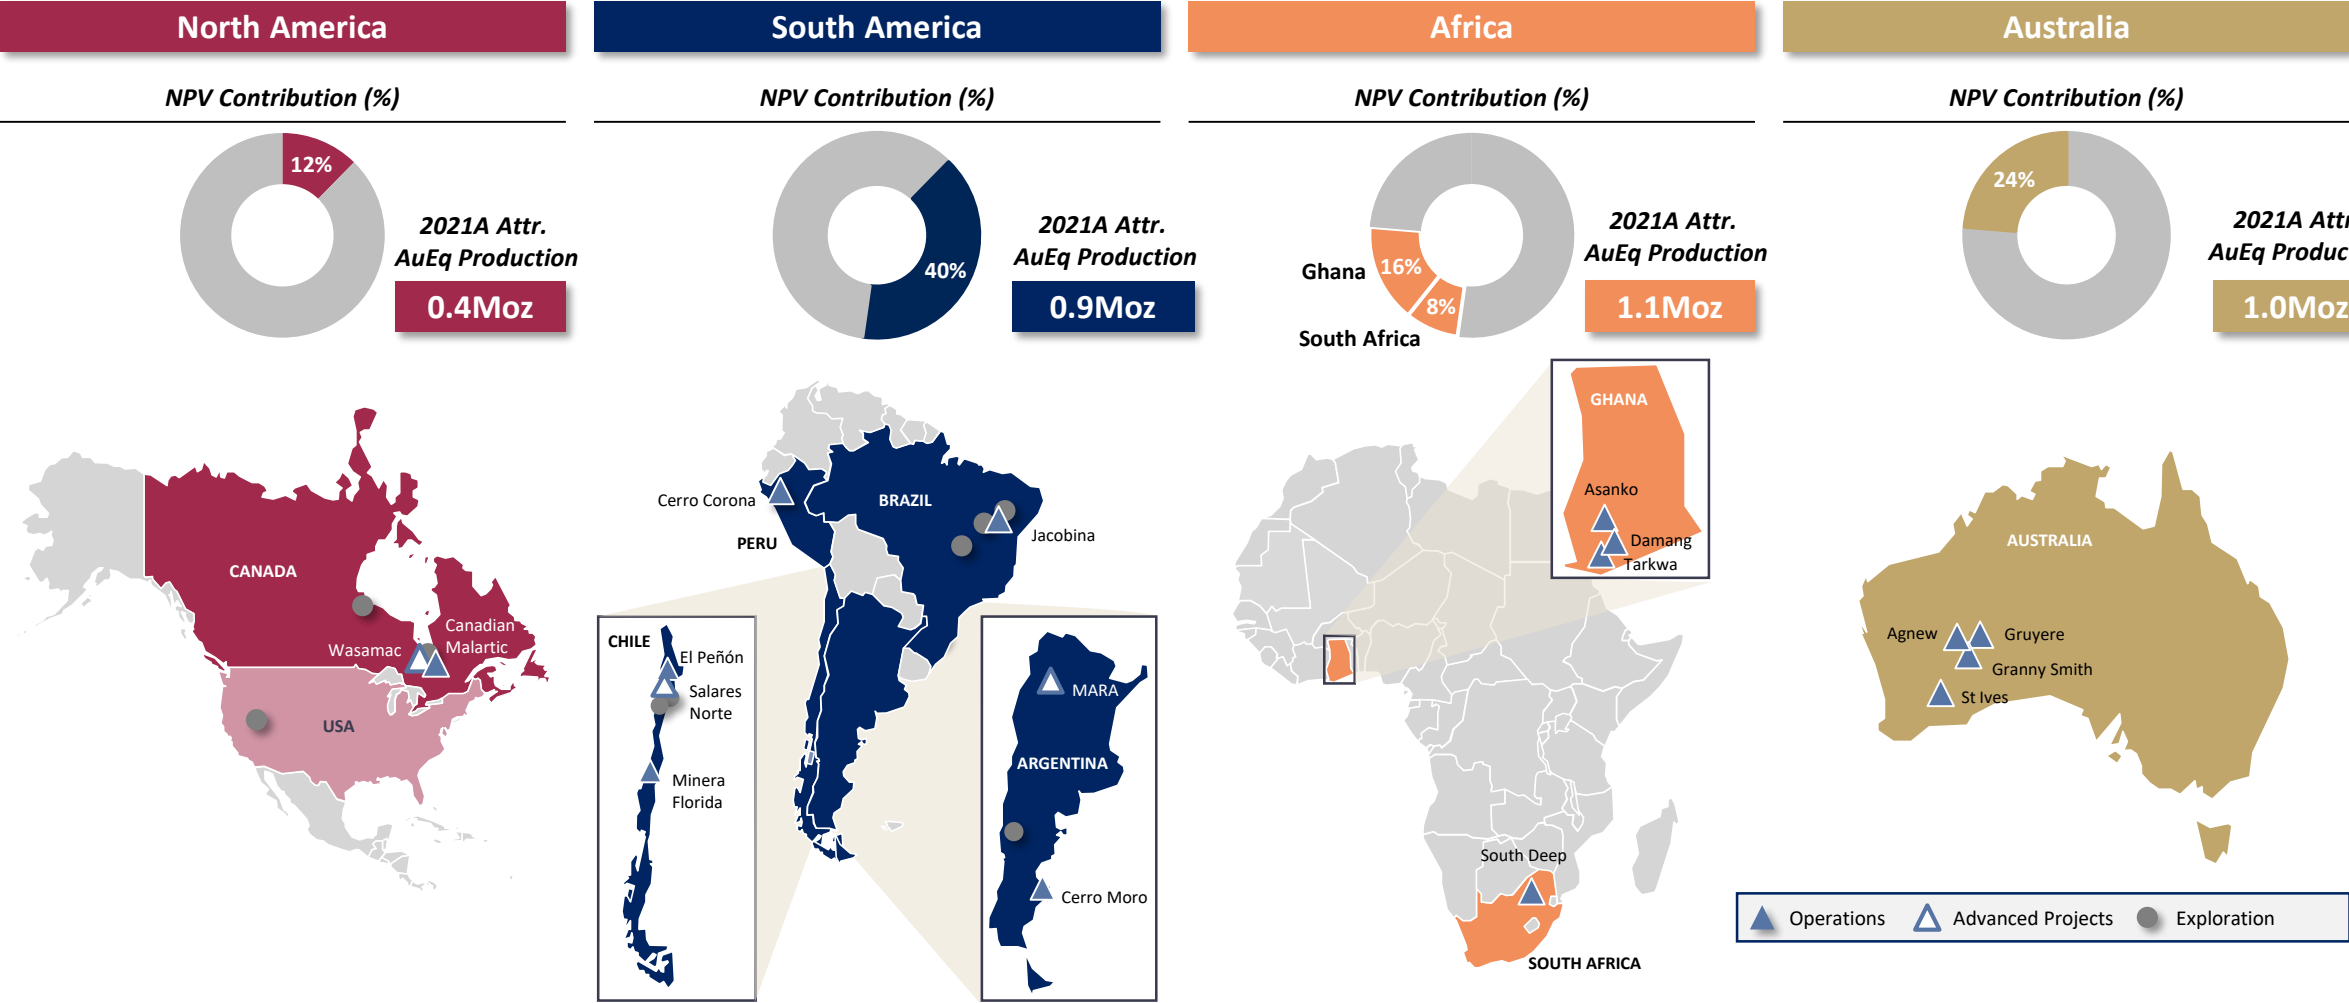 North America
NPV Contribution (%)
12%
2021A Attr.
AuEq Production
0.4Moz
CANADA
Canadian
Malartic
Wasamac
USA
South America
NPV Contribution (%)
40%
2021A Attr.
AuEq Production
0.9Moz
Cerro Corona
BRAZIL
Jacobina
PERU
CHILE
El Peñón
Salares
Norte
Minera
Florida
MARA
ARGENTINA
Cerro Moro
Africa
NPV Contribution (%)
Ghana
16%
8%
South Africa
2021A Attr.
AuEq Production
1.1Moz
GHANA
Asanko
Damang
Tarkwa
South Deep
SOUTH AFRICA
Australia
NPV Contribution (%)
24%
2021A Attr
AuEq Produc
1.0Moz
AUSTRALIA
Agnew
Gruyere
Granny Smith
St Ives
Operations
Advanced Projects
Exploration